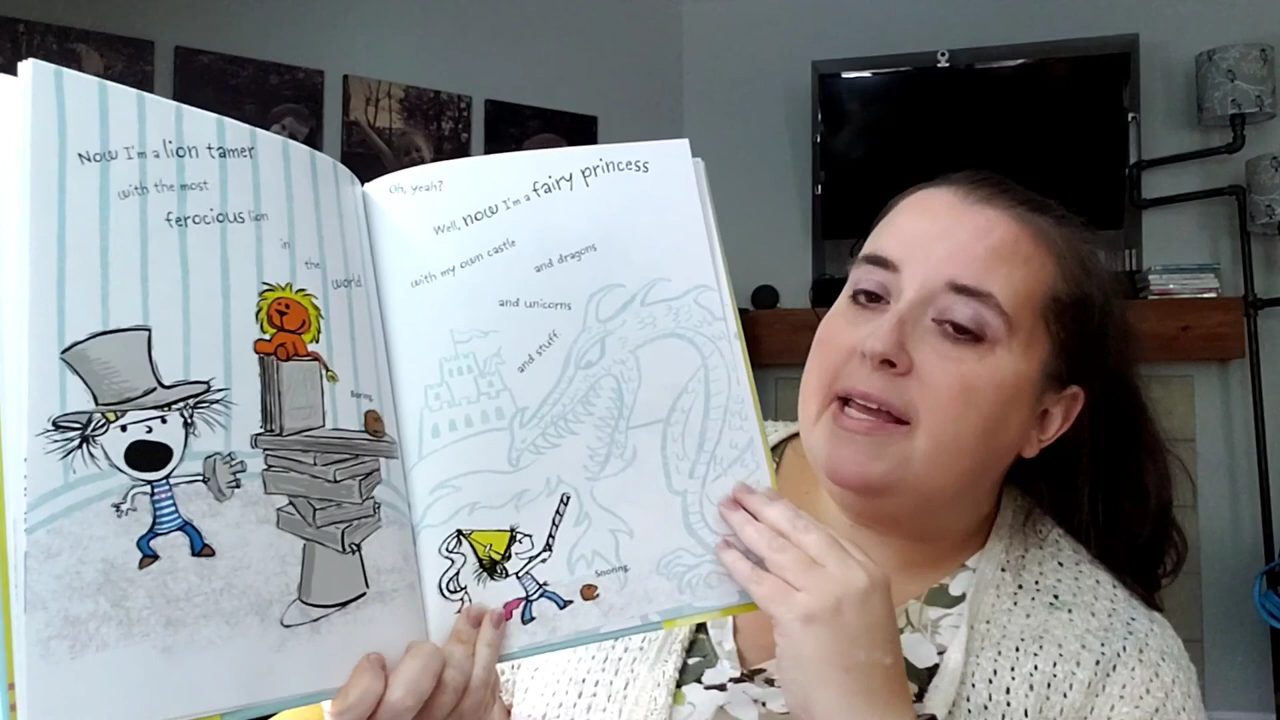 Now I'm a lion tamer
with the most
ferocious lion
in
the
world.
Boring.
Oh, yeah?
Well, now I'm a fairy princess
with my own castle
and dragons
and unicorns
and stuff.
Snoring.